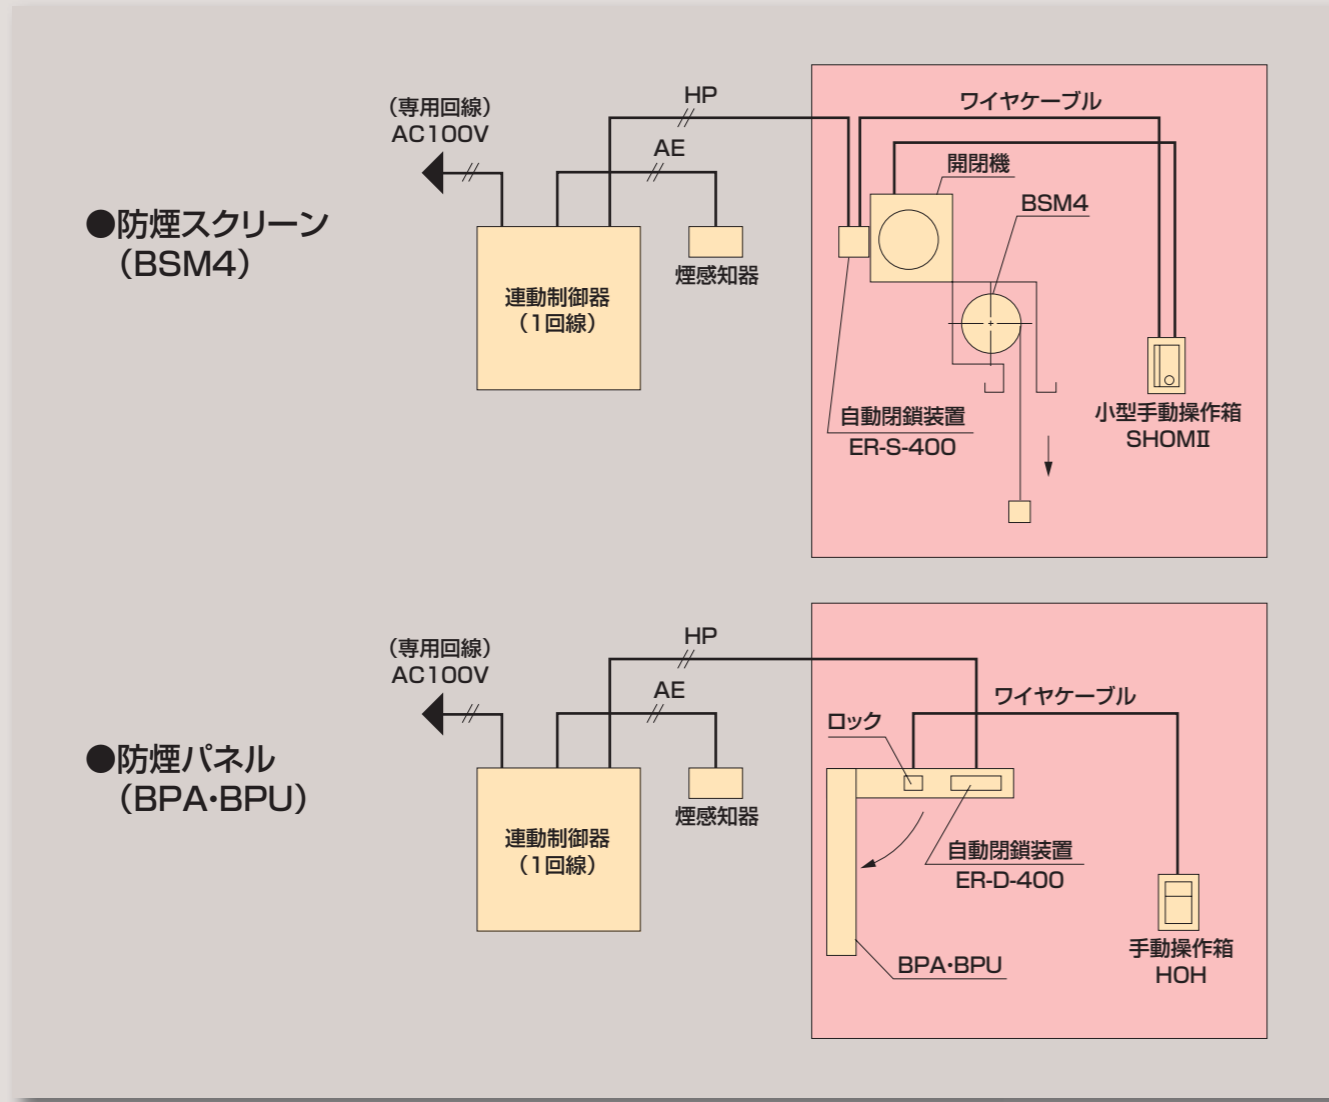 ●防煙スクリーン
（BSM4）
（専用回線）
AC100V
HP
AE
連動制御器
（1回線）
煙感知器
ワイヤケーブル
開閉機
BSM4
自動閉鎖装置
ER-S-400
小型手動操作箱
SHOMⅡ
●防煙パネル
（BPA・BPU）
（専用回線）
AC100V
HP
AE
連動制御器
（1回線）
煙感知器
ワイヤケーブル
ロック
自動閉鎖装置
ER-D-400
BPA・BPU
手動操作箱
HOH